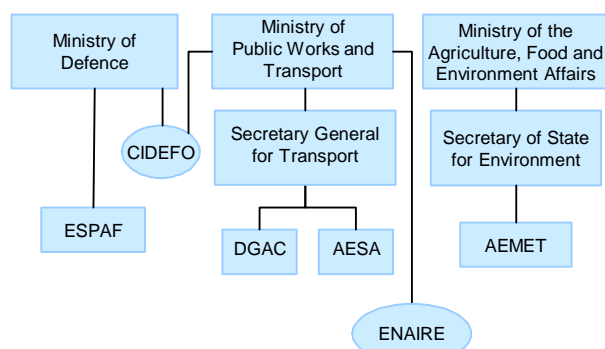 Ministry of
Defence
Ministry of
Public Works and
Transport
Ministry of the
Agriculture, Food and
Environment Affairs
CIDEFO
Secretary General
for Transport
Secretary of State
for Environment
ESPAF
DGAC
AESA
AEMET
ENAIRE